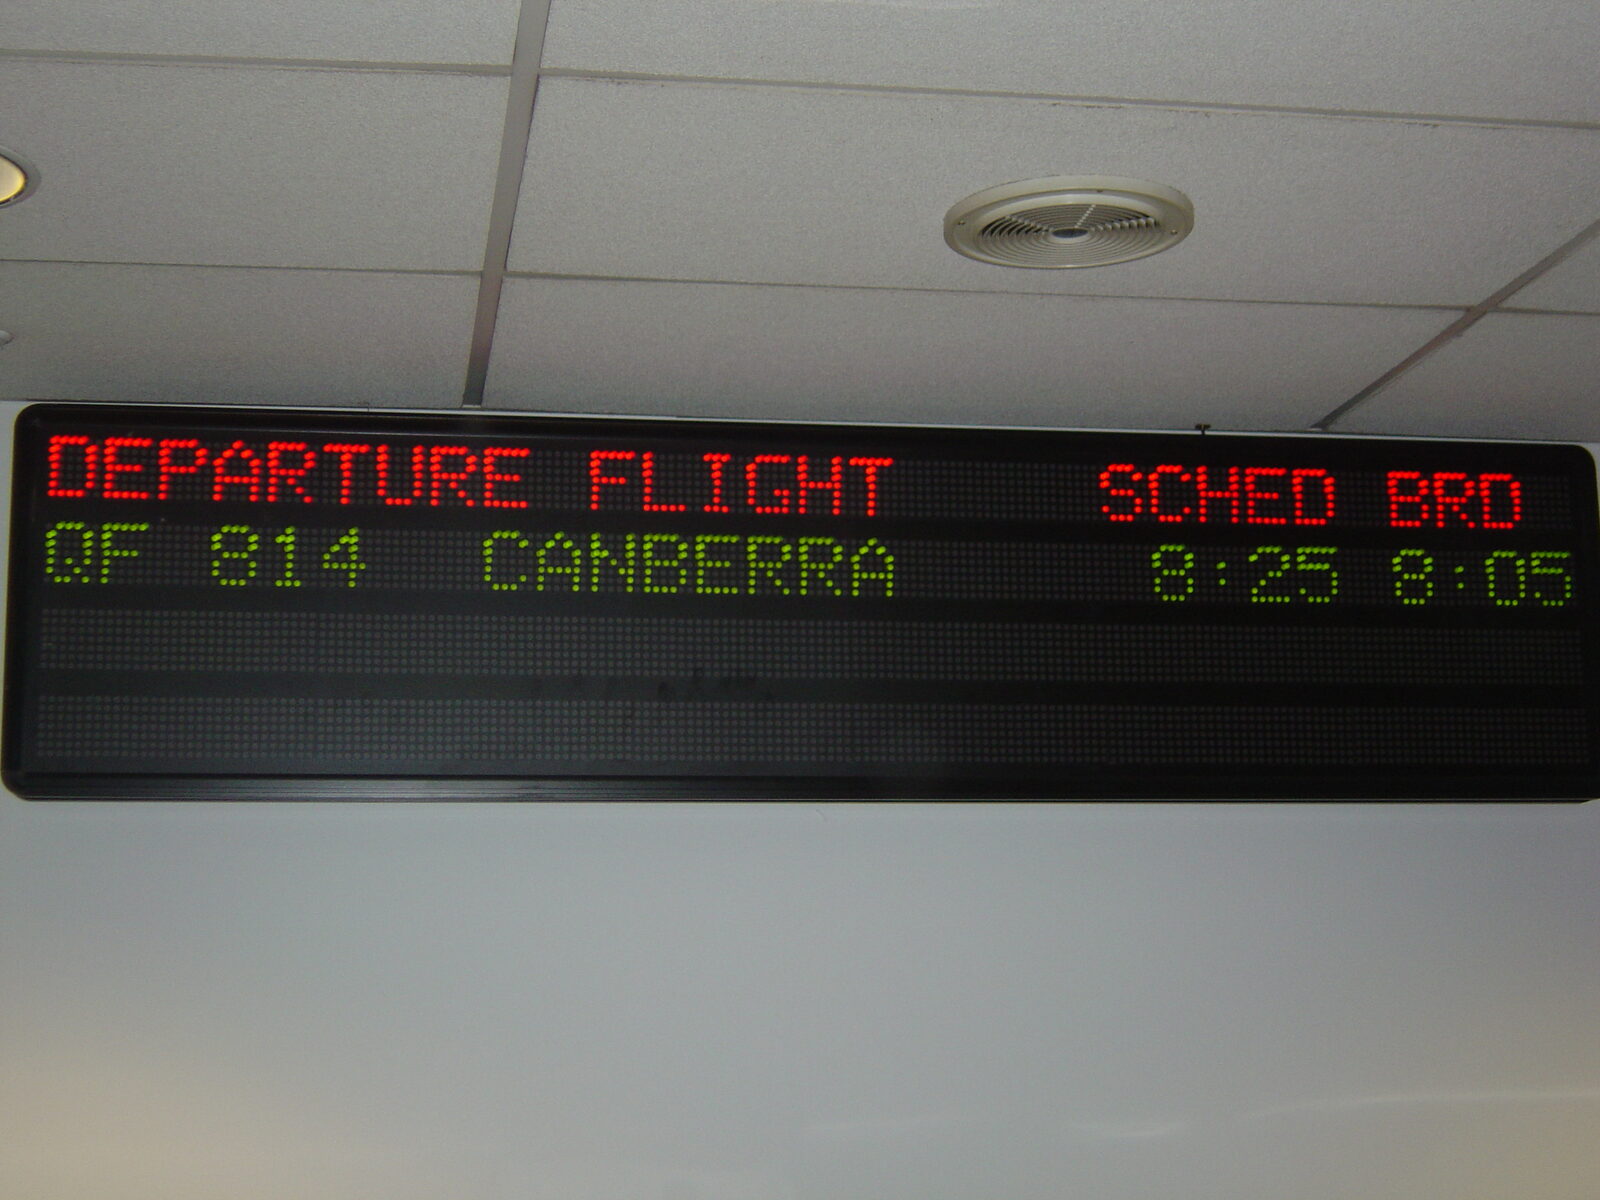 DEPARTURE FLIGHT SCHED BRD
QF 814 CANBERRA 8:25 8:05